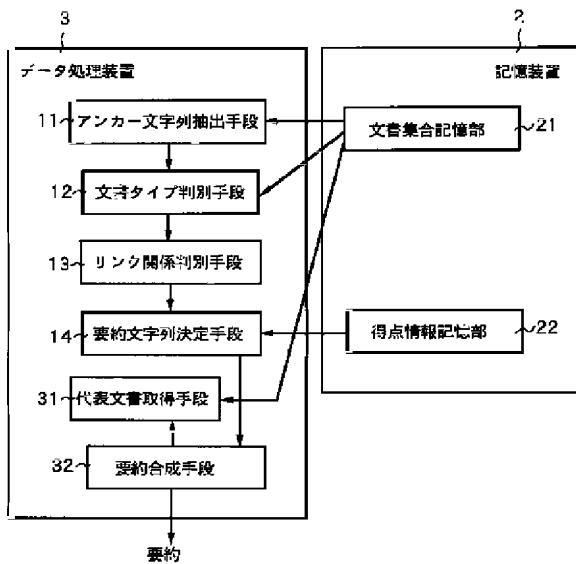 3
2
データ処理装置
記憶装置
11
アンカー文字列抽出手段
文書集合記憶部
21
12
文書タイプ判別手段
13
リンク関係判別手段
14
要約文字列決定手段
得点情報記憶部
22
31
代表文書取得手段
32
要約合成手段
要約